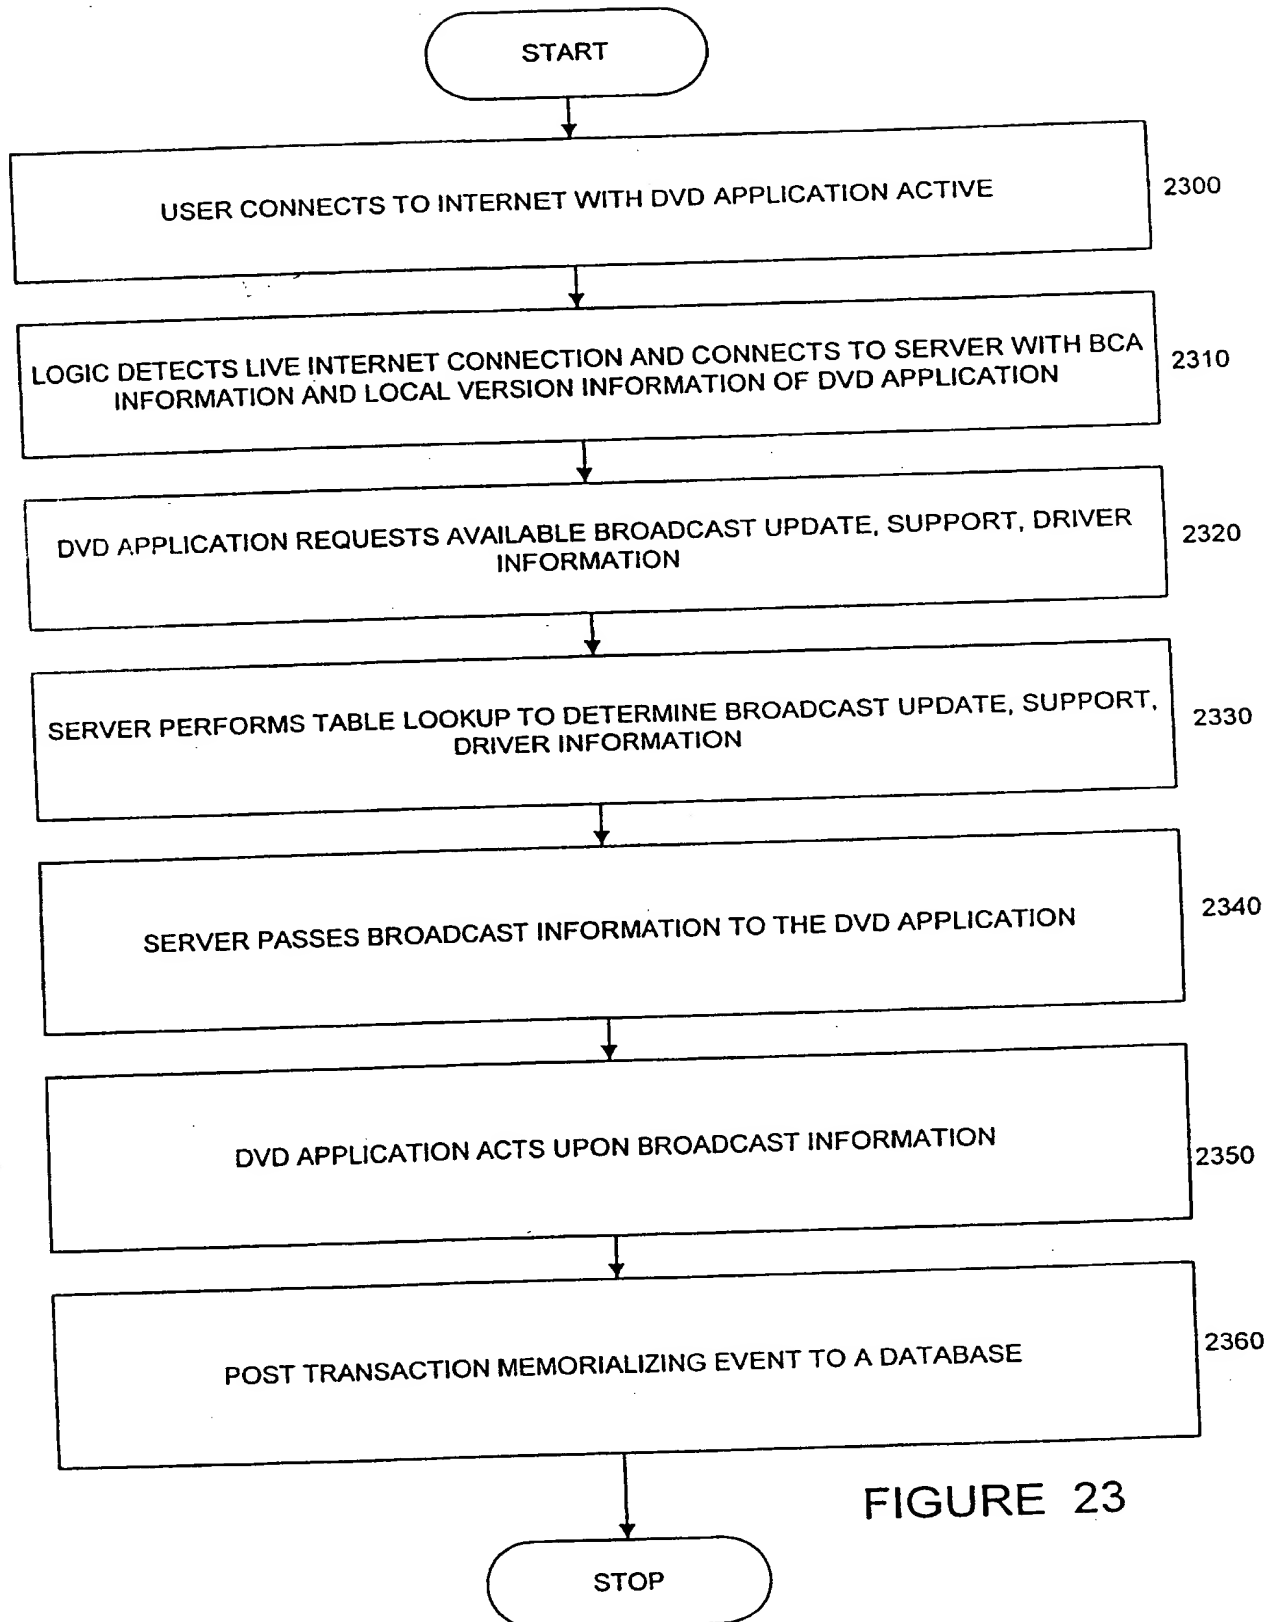 START
USER CONNECTS TO INTERNET WITH DVD APPLICATION ACTIVE
2300
LOGIC DETECTS LIVE INTERNET CONNECTION AND CONNECTS TO SERVER WITH BCA
INFORMATION AND LOCAL VERSION INFORMATION OF DVD APPLICATION
2310
DVD APPLICATION REQUESTS AVAILABLE BROADCAST UPDATE, SUPPORT, DRIVER
INFORMATION
2320
SERVER PERFORMS TABLE LOOKUP TO DETERMINE BROADCAST UPDATE, SUPPORT,
DRIVER INFORMATION
2330
SERVER PASSES BROADCAST INFORMATION TO THE DVD APPLICATION
2340
DVD APPLICATION ACTS UPON BROADCAST INFORMATION
2350
POST TRANSACTION MEMORIALIZING EVENT TO A DATABASE
2360
FIGURE 23
STOP